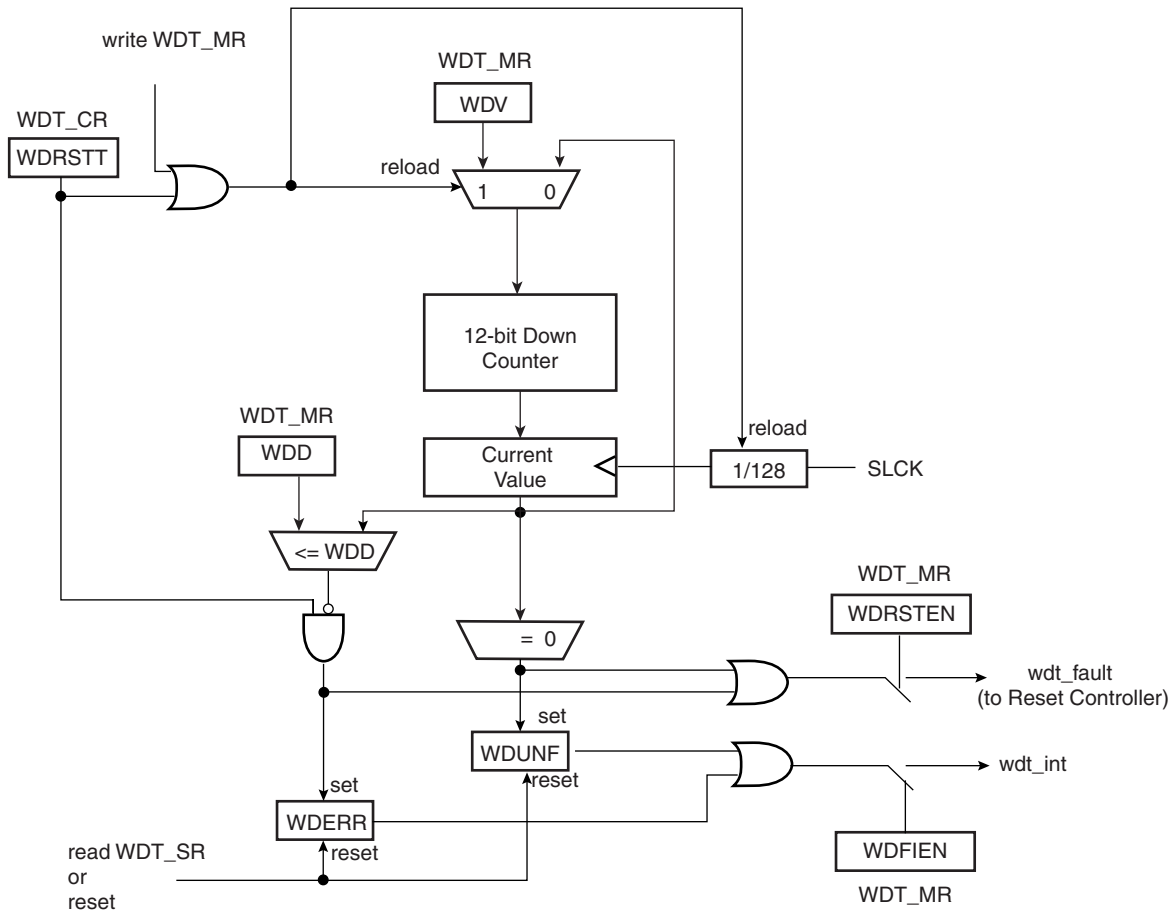 write WDT_MR
WDT_MR
WDV
WDT_CR
WDRSTT
reload
1 0
12-bit Down
Counter
WDT_MR
WDD
reload
Current
Value
1/128
SLCK
<= WDD
WDT_MR
WDRSTEN
= 0
wdt_fault
(to Reset Controller)
set
WDUNF
reset
wdt_int
set
WDERR
reset
read WDT_SR
or
reset
WDFIEN
WDT_MR